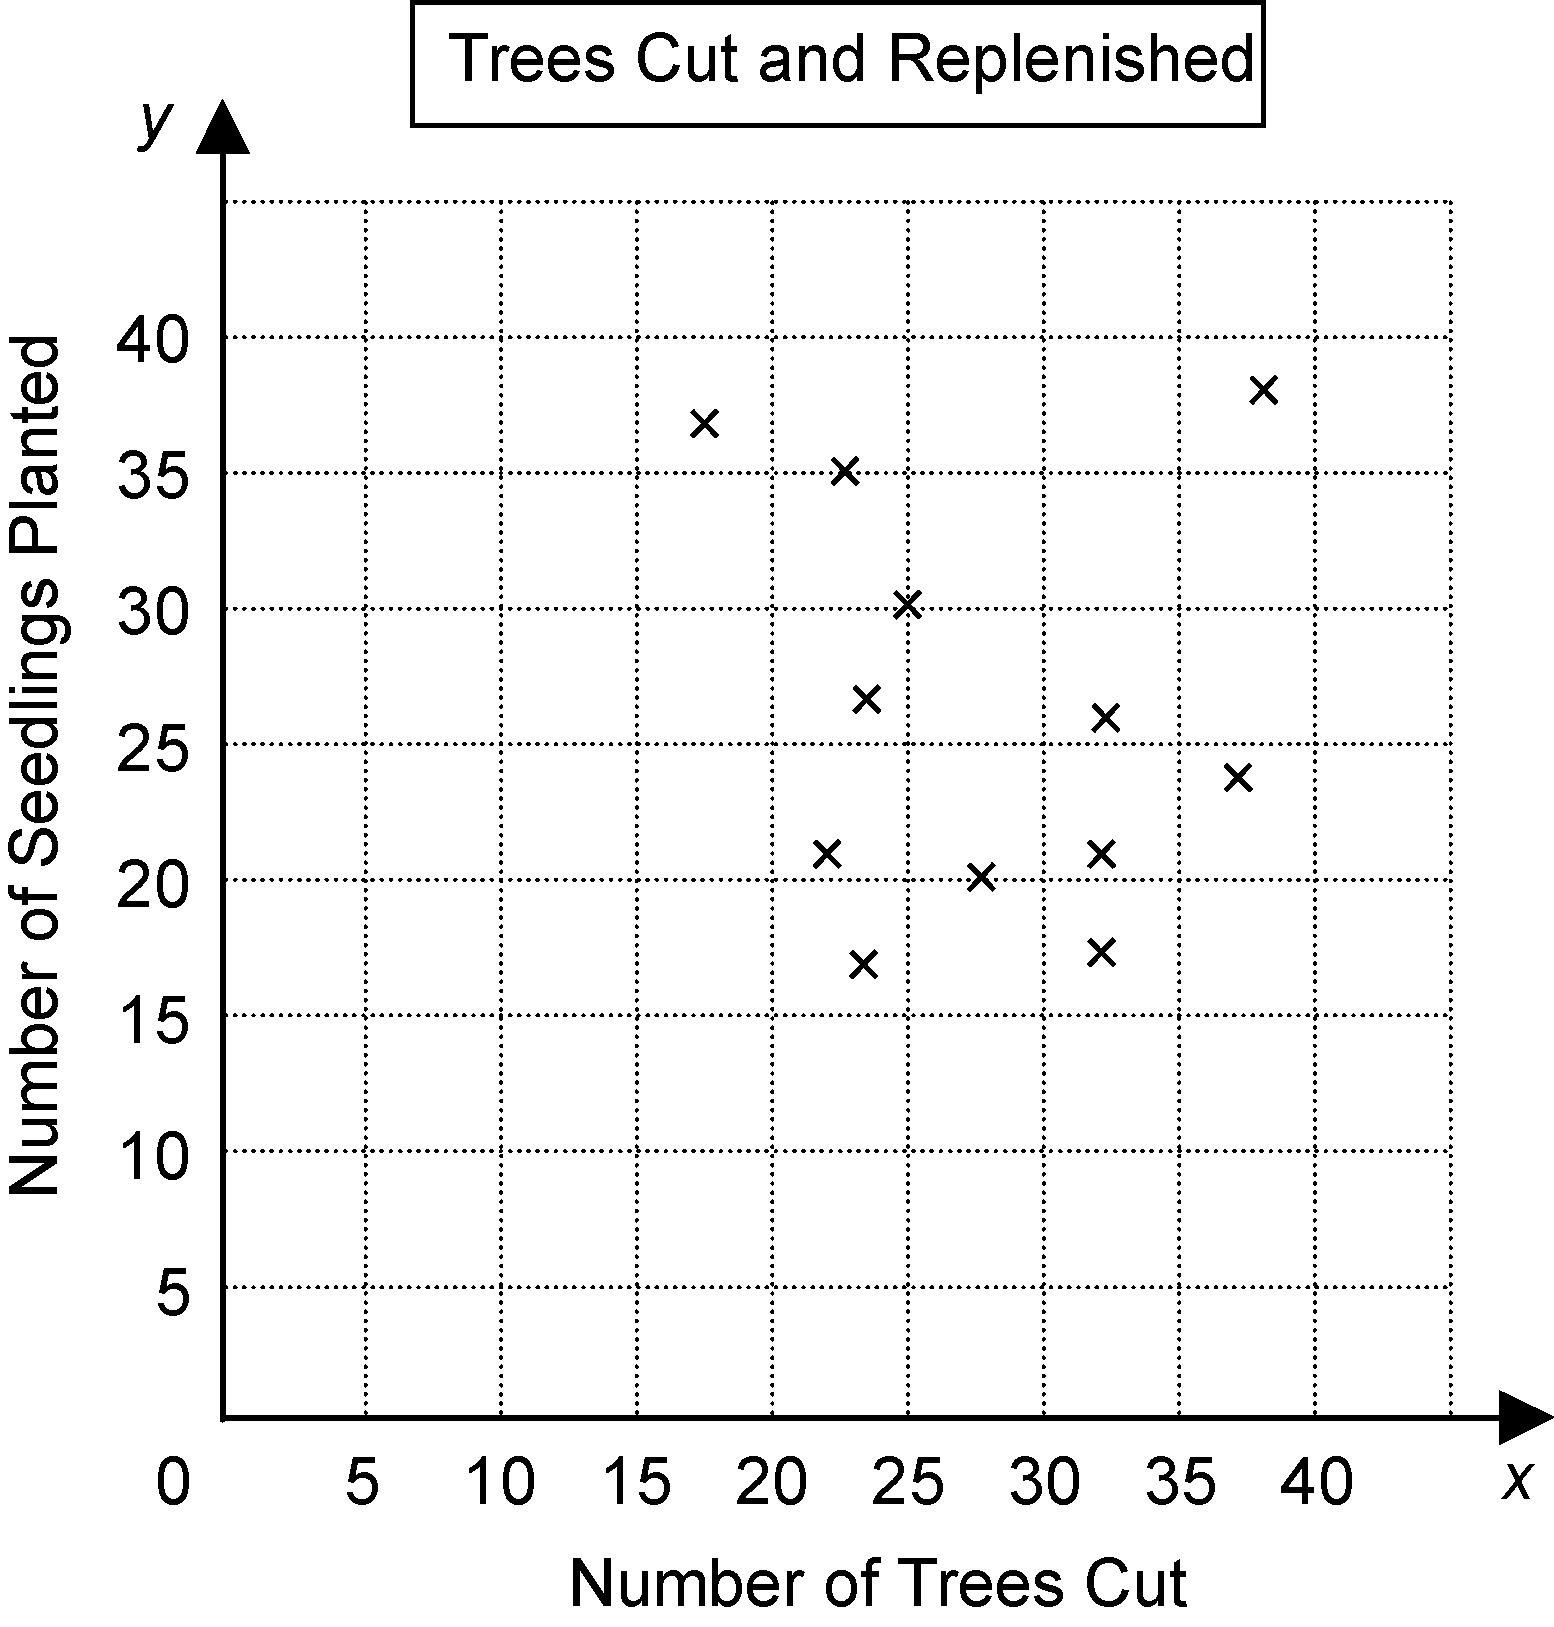 Trees Cut and Replenished
y
Number of Seedlings Planted
40
35
30
25
20
15
10
5
0 5 10 15 20 25 30 35 40 x
Number of Trees Cut